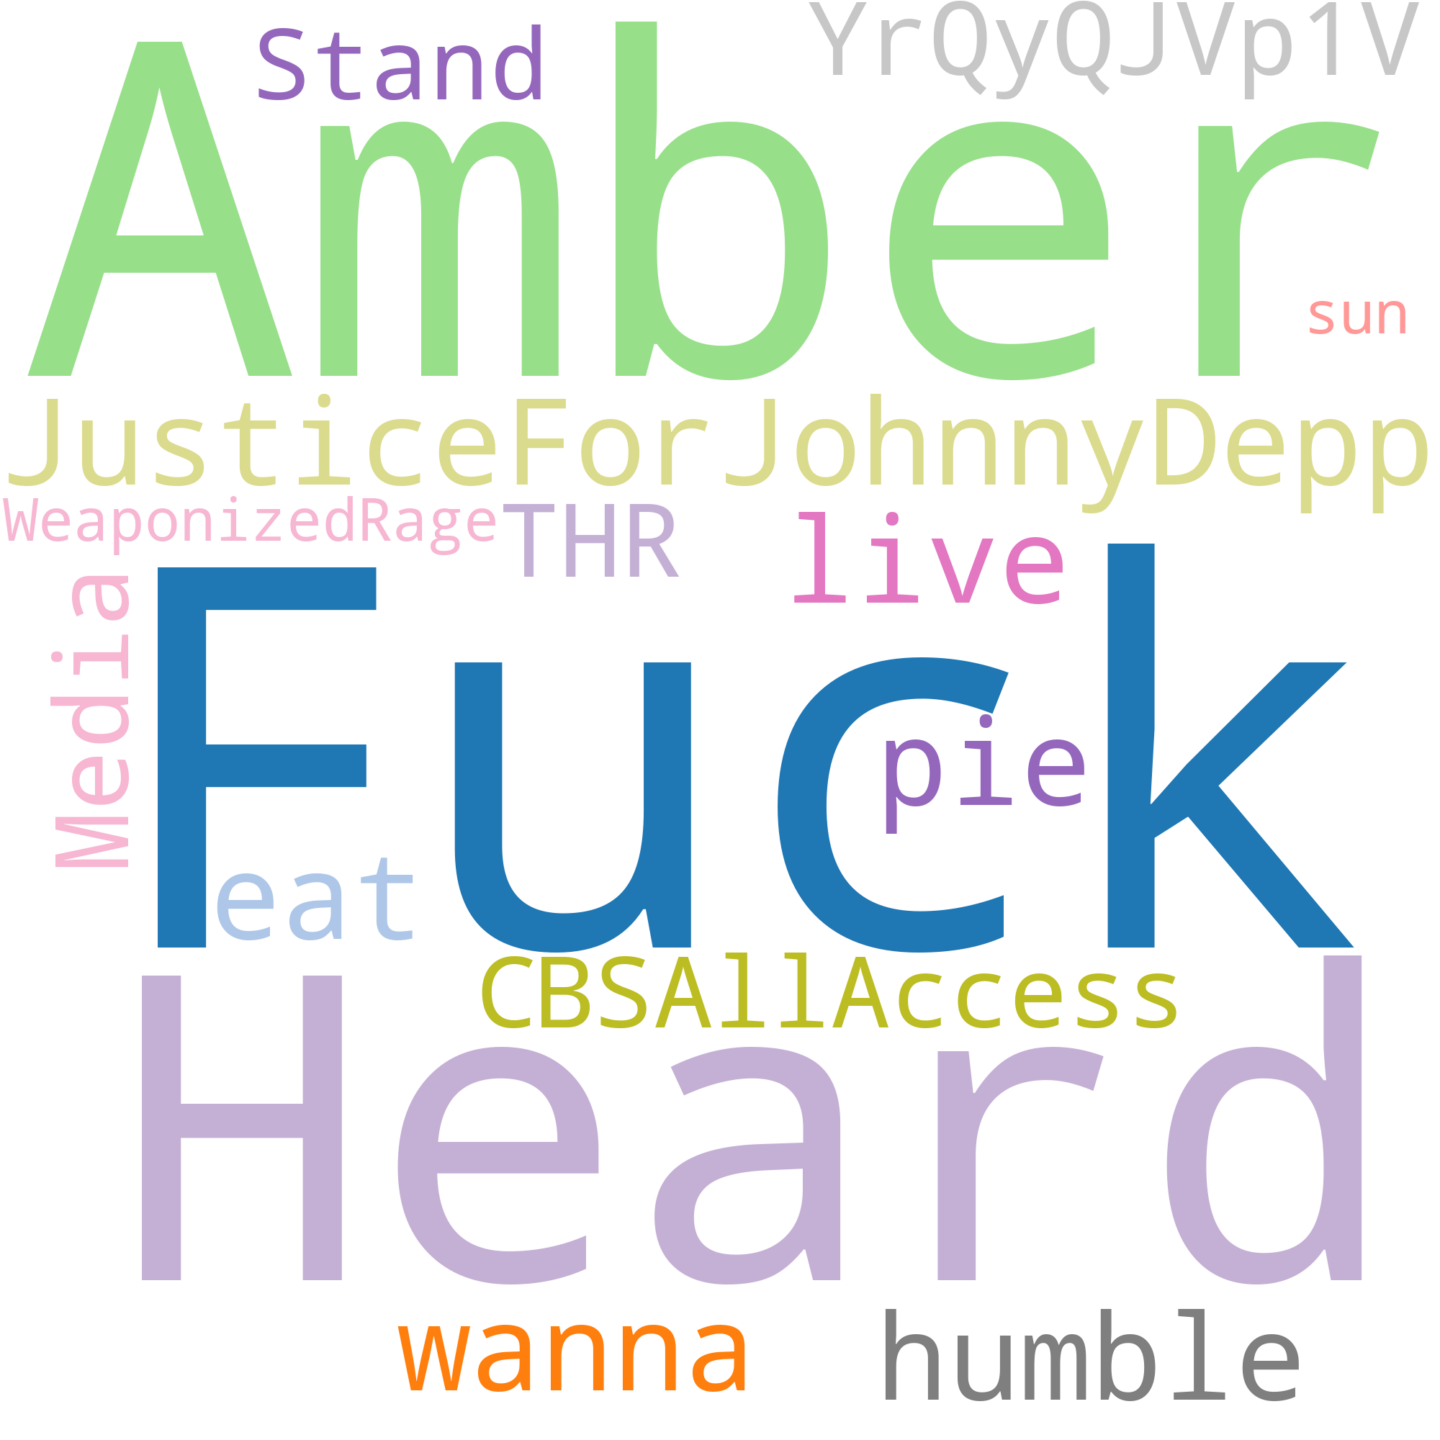 Stand
YrQyQJVp1V
Amber
sun
JusticeForJohnnyDepp
WeaponizedRage
THR
live
Media
Fuck
pie
eat
CBSAllAccess
Heard
wanna
humble